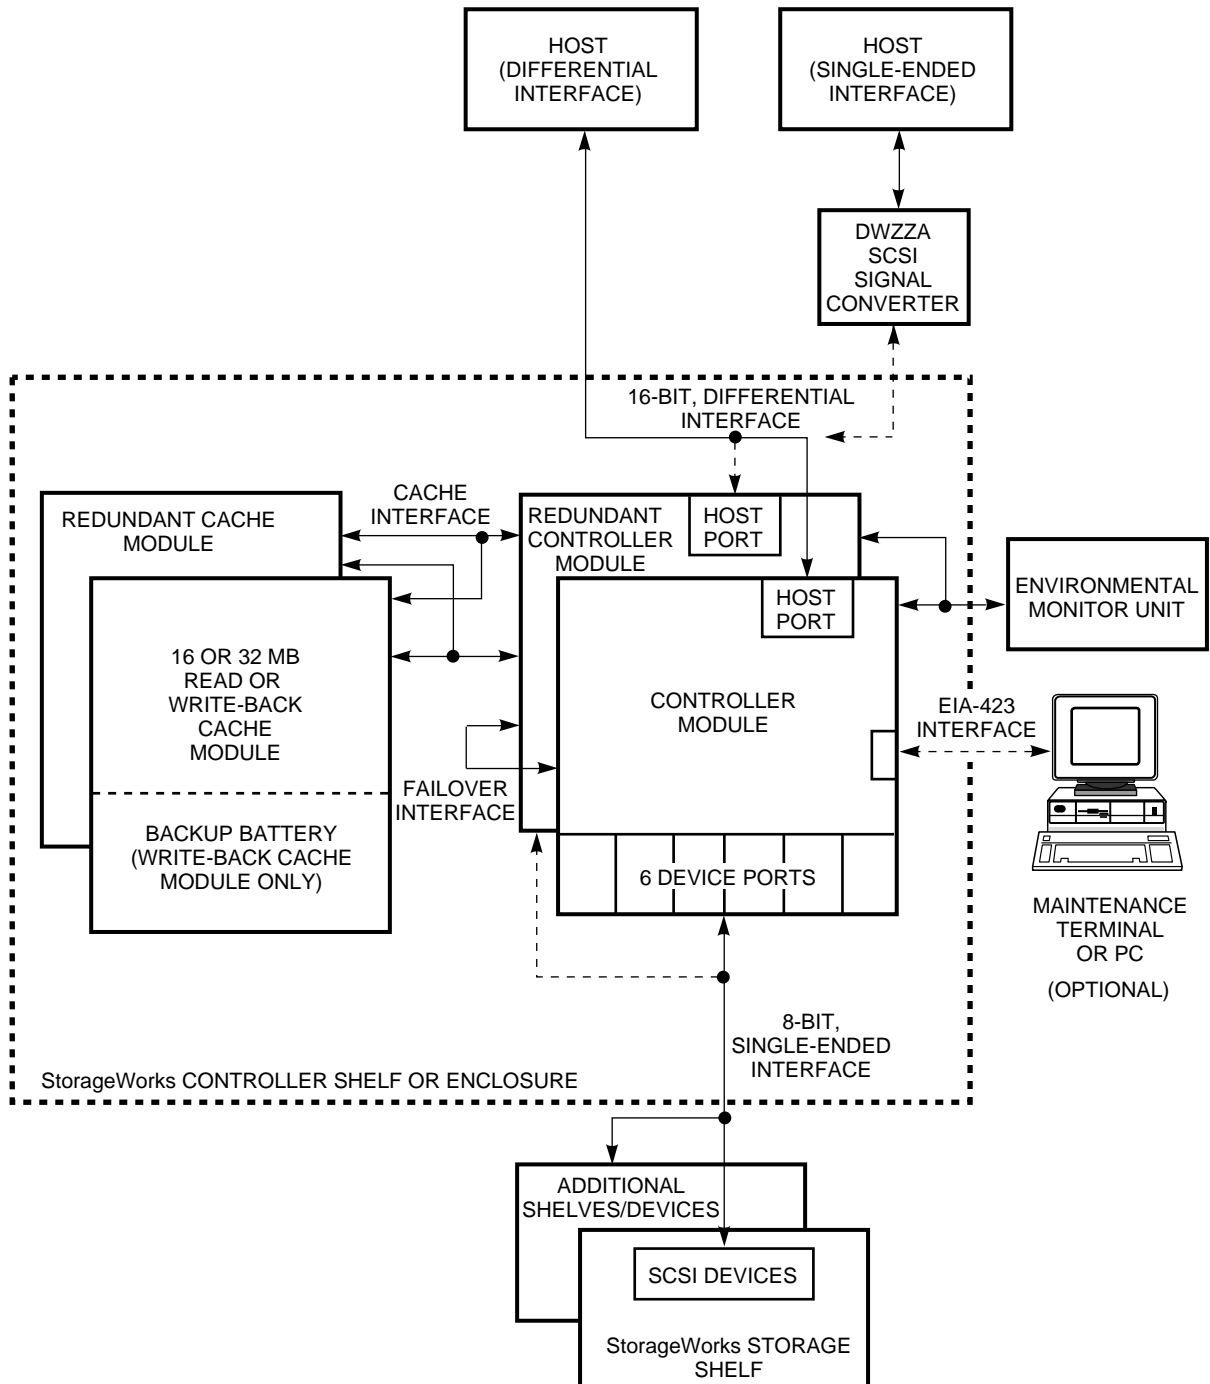 HOST
(DIFFERENTIAL
INTERFACE)
HOST
(SINGLE-ENDED
INTERFACE)
DWZZA
SCSI
SIGNAL
CONVERTER
16-BIT, DIFFERENTIAL
INTERFACE
CACHE
INTERFACE
REDUNDANT CACHE
MODULE
REDUNDANT
CONTROLLER
MODULE
HOST
PORT
HOST
PORT
ENVIRONMENTAL
MONITOR UNIT
16 OR 32 MB
READ OR
WRITE-BACK
CACHE
MODULE
CONTROLLER
MODULE
EIA-423
INTERFACE
FAILOVER
INTERFACE
BACKUP BATTERY
(WRITE-BACK CACHE
MODULE ONLY)
6 DEVICE PORTS
MAINTENANCE
TERMINAL
OR PC
(OPTIONAL)
8-BIT,
SINGLE-ENDED
INTERFACE
StorageWorks CONTROLLER SHELF OR ENCLOSURE
ADDITIONAL
SHELVES/DEVICES
SCSI DEVICES
StorageWorks STORAGE
SHELF